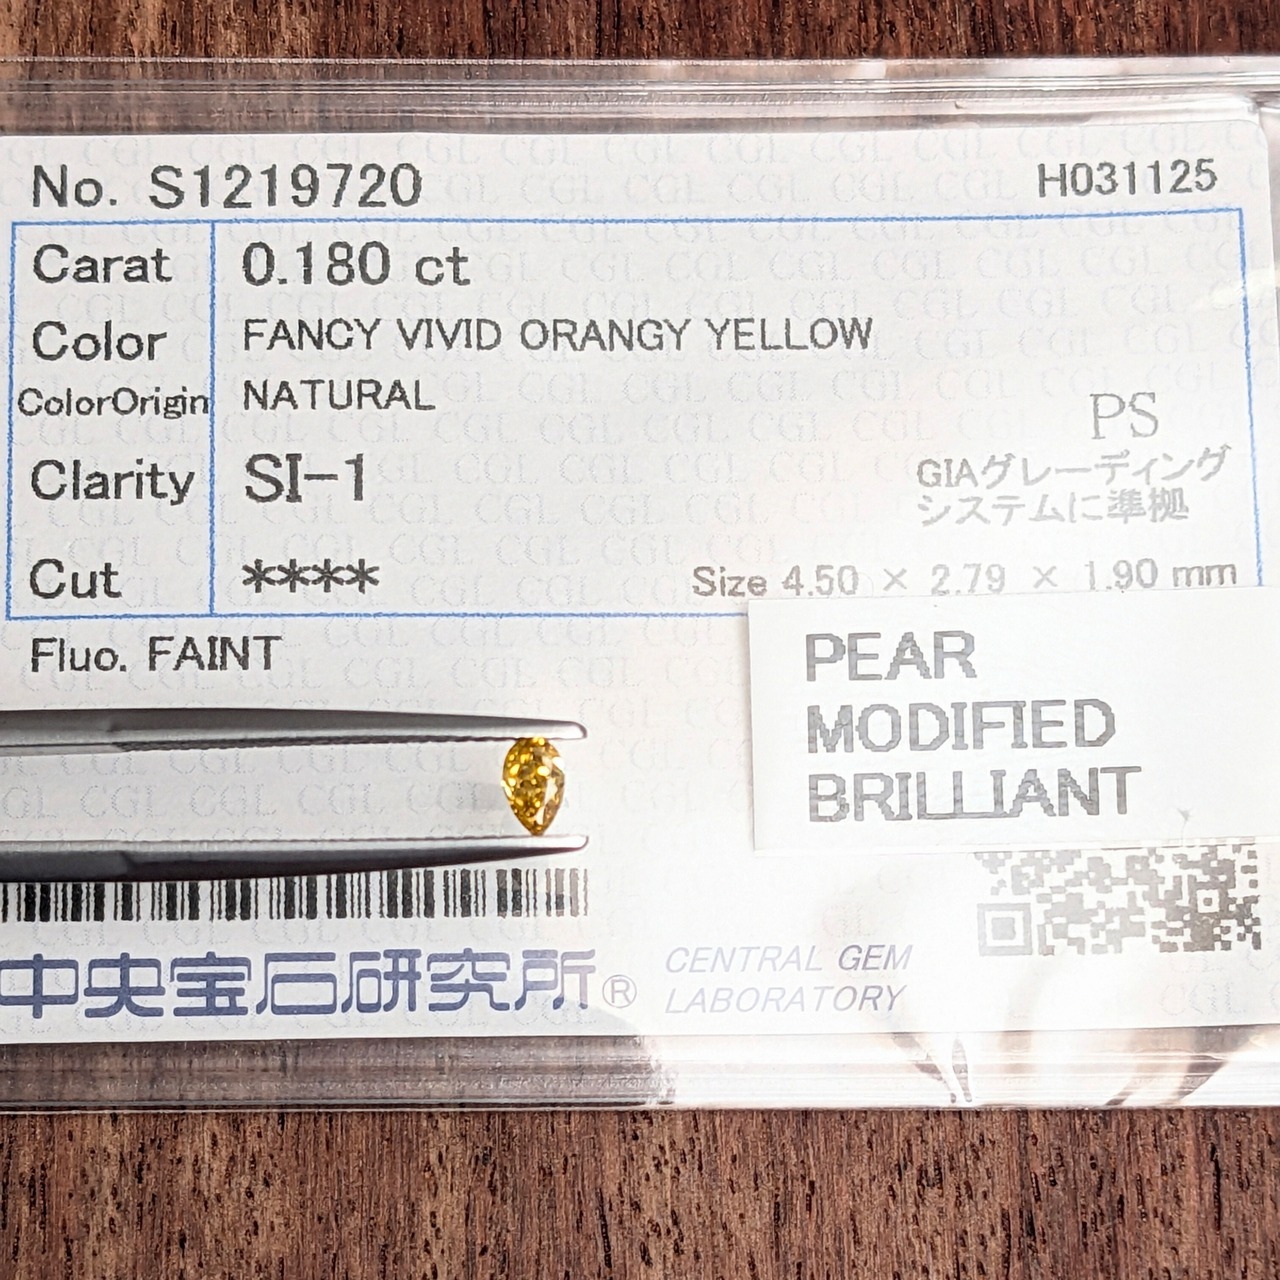 No. S1219720
H031125
Carat 0.180 ct
Color FANCY VIVID ORANGY YELLOW
ColorOrigin NATURAL
PS
Clarity SI-1
GIAグレーディング
システムに準拠
Cut ****
Size 4.50 × 2.79 × 1.90 mm
Fluo. FAINT
PEAR
MODIFIED
BRILLIANT
中央宝石研究所®
CENTRAL GEM
LABORATORY